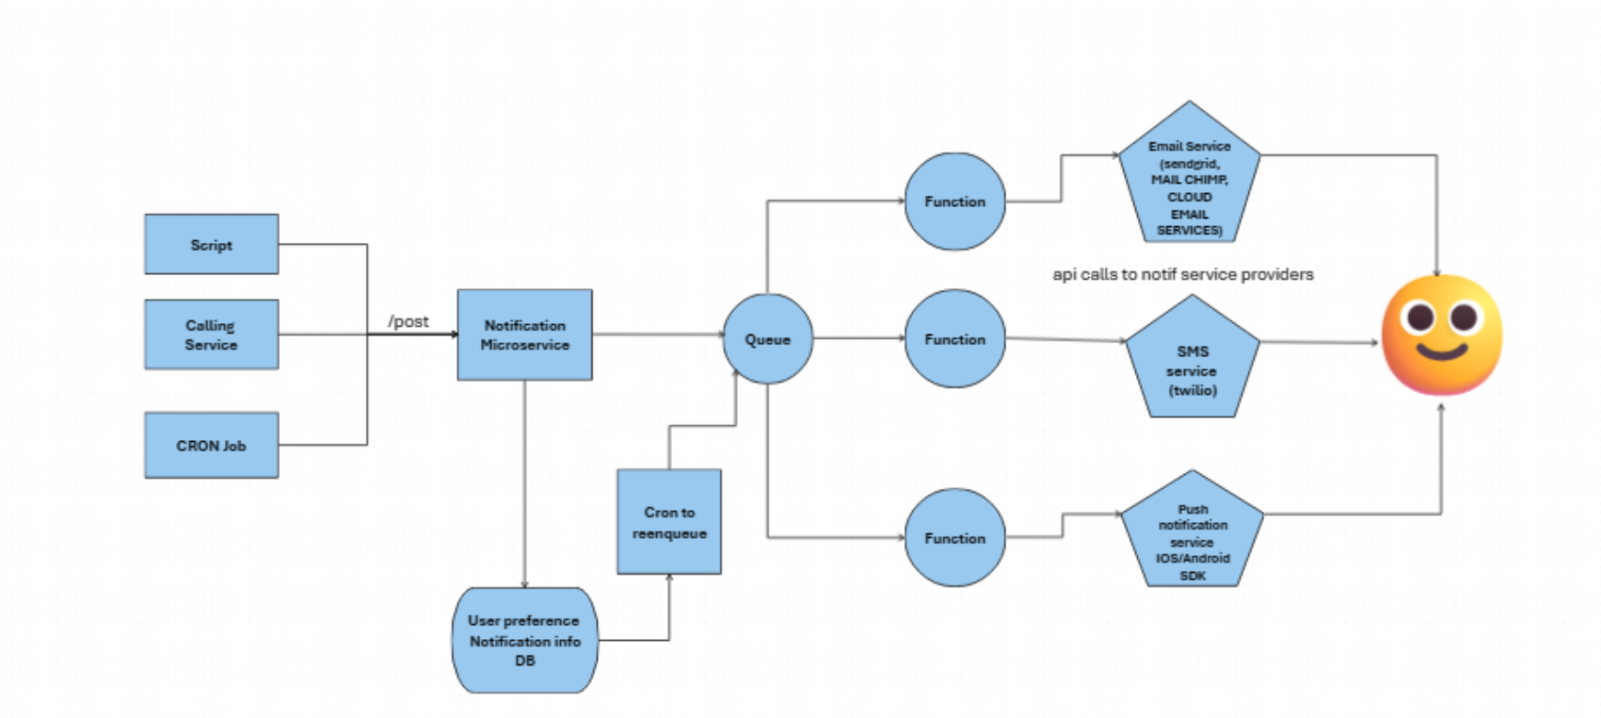 Script
Calling
Service
CRON Job
/post
Notification
Microservice
User preference
Notification info
DB
Cron to
reenqueue
Queue
Function
Function
Function
Email Service
(sendgrid,
MAIL CHIMP,
CLOUD
EMAIL
SERVICES)
api calls to notif service providers
SMS
service
(twilio)
Push
notification
service
IOS/Android
SDK